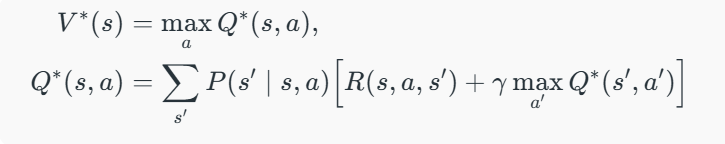 V*(s) = max_a Q*(s, a),
Q*(s, a) = ∑_{s′} P(s′ | s, a)[R(s, a, s′) + γ max_{a′} Q*(s′, a′)]